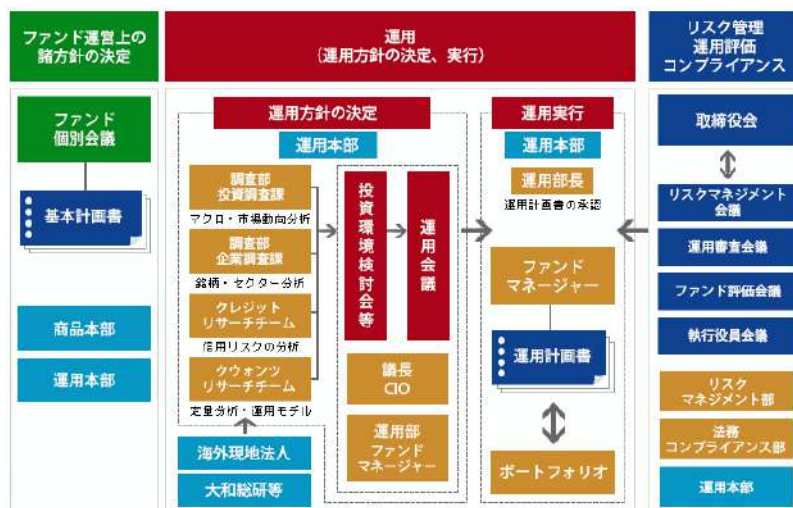 ファンド運営上の
諸方針の決定
ファンド
個別会議
基本計画書
商品本部
運用本部
運用
(運用方針の決定、実行)
運用方針の決定
運用本部
調査部
投資調査課
マクロ・市場動向分析
調査部
企業調査課
銘柄・セクター分析
クレジット
リサーチチーム
信用リスクの分析
クウォンツ
リサーチチーム
定量分析・運用モデル
海外現地法人
大和総研等
投資環境検討会等
運用会議
議長
CIO
運用部
ファンド
マネージャー
運用実行
運用本部
運用部長
運用計画書の承認
ファンド
マネージャー
運用計画書
ポートフォリオ
リスク管理
運用評価
コンプライアンス
取締役会
リスクマネジメント
会議
運用審査会議
ファンド評価会議
執行役員会議
リスク
マネジメント部
法務
コンプライアンス部
運用本部